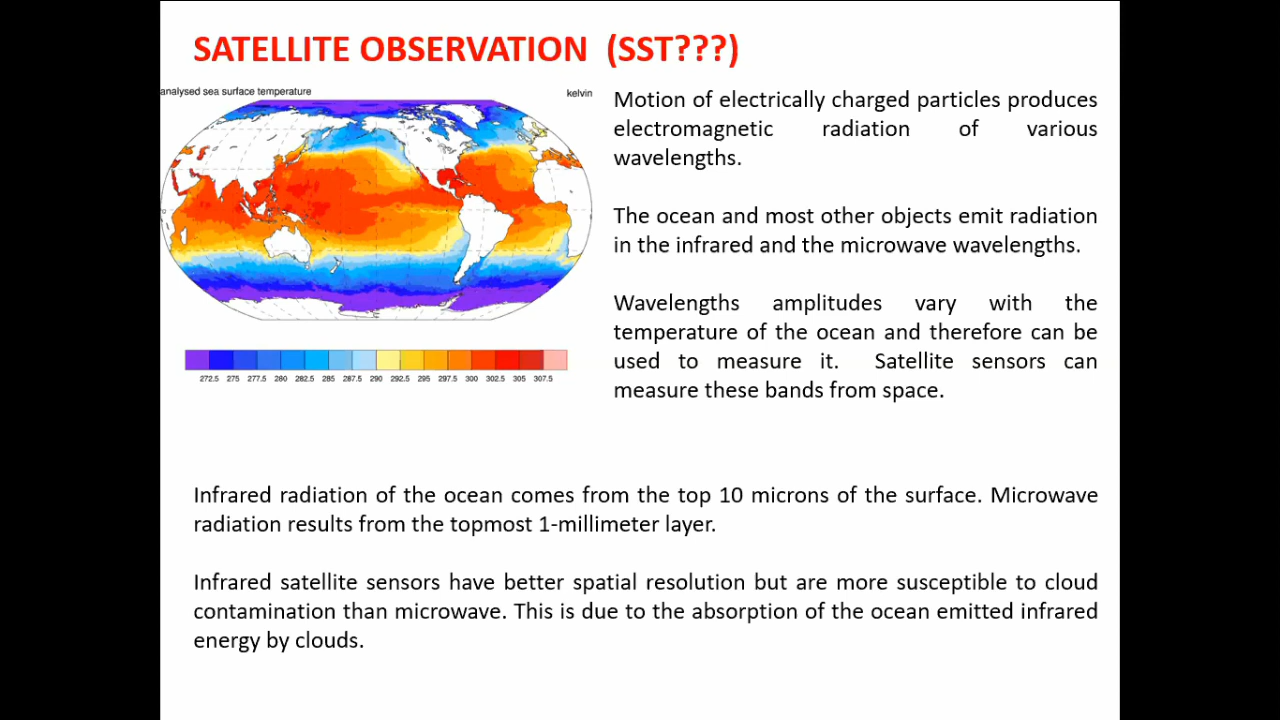 SATELLITE OBSERVATION (SST???)
analysed sea surface temperature
kelvin
272.5 275 277.5 280 282.5 285 287.5 290 292.5 295 297.5 300 302.5 305 307.5
Motion of electrically charged particles produces
electromagnetic radiation of various
wavelengths.
The ocean and most other objects emit radiation
in the infrared and the microwave wavelengths.
Wavelengths amplitudes vary with the
temperature of the ocean and therefore can be
used to measure it. Satellite sensors can
measure these bands from space.
Infrared radiation of the ocean comes from the top 10 microns of the surface. Microwave
radiation results from the topmost 1-millimeter layer.
Infrared satellite sensors have better spatial resolution but are more susceptible to cloud
contamination than microwave. This is due to the absorption of the ocean emitted infrared
energy by clouds.